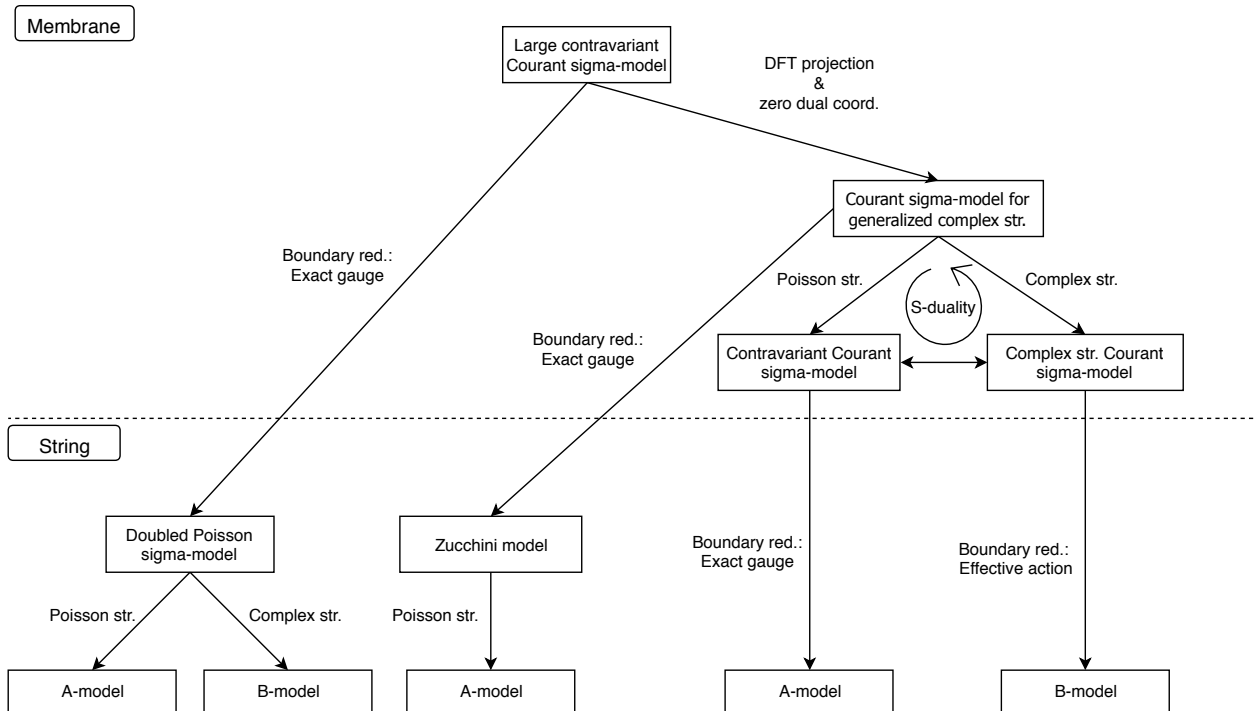 Membrane
Large contravariant
Courant sigma-model
DFT projection
&
zero dual coord.
Courant sigma-model for
generalized complex str.
Boundary red.:
Exact gauge
Poisson str.
Complex str.
S-duality
Boundary red.:
Exact gauge
Contravariant Courant
sigma-model
Complex str. Courant
sigma-model
String
Doubled Poisson
sigma-model
Zucchini model
Boundary red.:
Exact gauge
Boundary red.:
Effective action
Poisson str.
Complex str.
Poisson str.
A-model
B-model
A-model
A-model
B-model